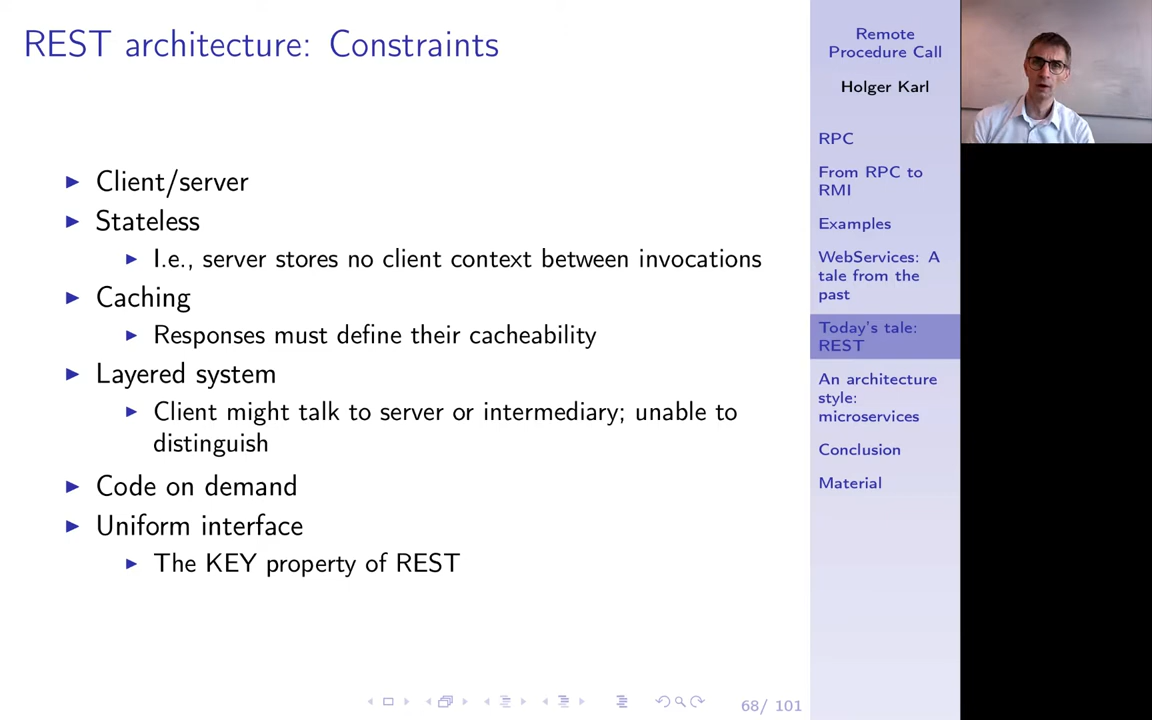 REST architecture: Constraints
Client/server
Stateless
I.e., server stores no client context between invocations
Caching
Responses must define their cacheability
Layered system
Client might talk to server or intermediary; unable to
distinguish
Code on demand
Uniform interface
The KEY property of REST
68/ 101
Remote
Procedure Call
Holger Karl
RPC
From RPC to
RMI
Examples
WebServices: A
tale from the
past
Today's tale:
REST
An architecture
style:
microservices
Conclusion
Material